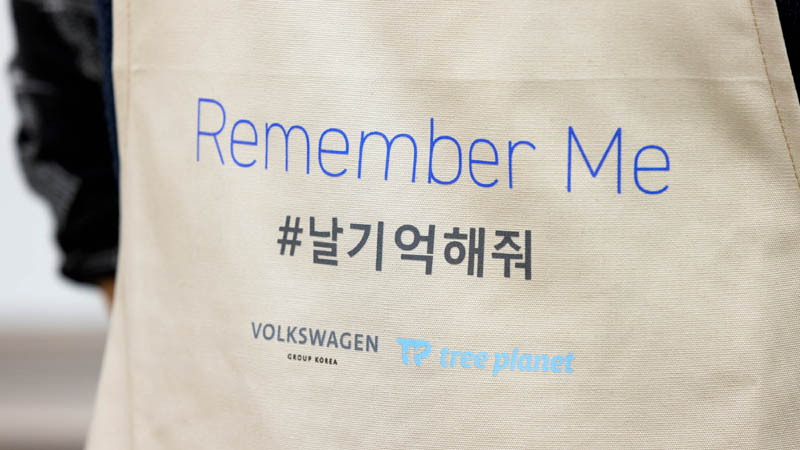 Remember Me
#날기억해줘
VOLKSWAGEN TP tree planet
GROUP KOREA